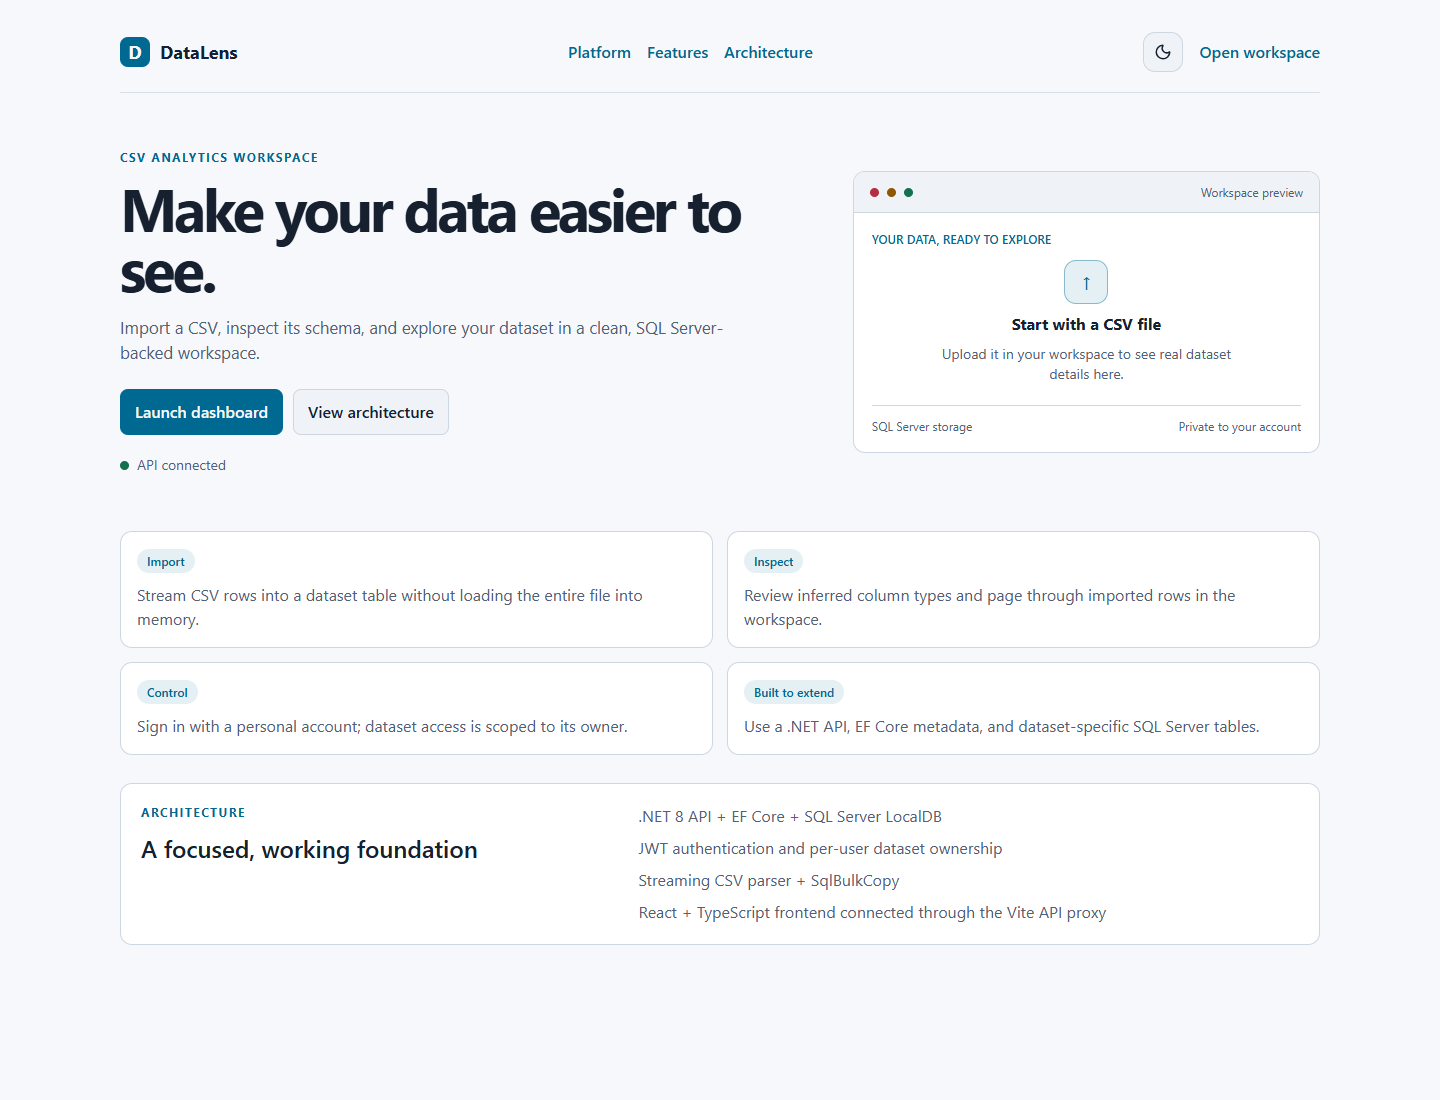 D DataLens
Platform Features Architecture
Open workspace
CSV ANALYTICS WORKSPACE
Make your data easier to
see.
Import a CSV, inspect its schema, and explore your dataset in a clean, SQL Server-
backed workspace.
Launch dashboard
View architecture
API connected
Workspace preview
YOUR DATA, READY TO EXPLORE
↑
Start with a CSV file
Upload it in your workspace to see real dataset
details here.
SQL Server storage
Private to your account
Import
Stream CSV rows into a dataset table without loading the entire file into
memory.
Inspect
Review inferred column types and page through imported rows in the
workspace.
Control
Sign in with a personal account; dataset access is scoped to its owner.
Built to extend
Use a .NET API, EF Core metadata, and dataset-specific SQL Server tables.
ARCHITECTURE
A focused, working foundation
.NET 8 API + EF Core + SQL Server LocalDB
JWT authentication and per-user dataset ownership
Streaming CSV parser + SqlBulkCopy
React + TypeScript frontend connected through the Vite API proxy